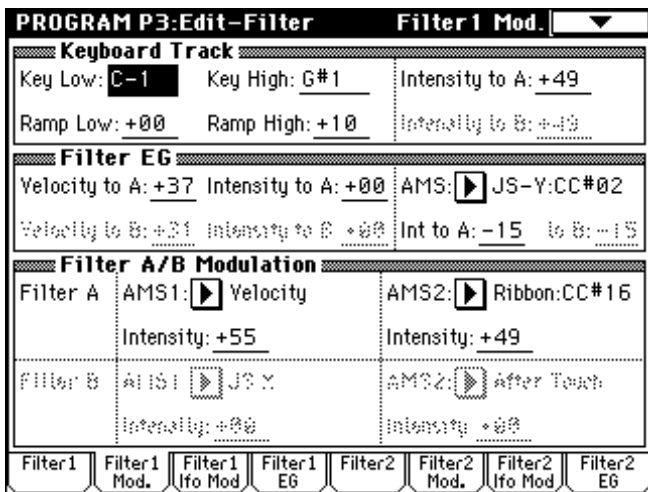 PROGRAM P3:Edit-Filter Filter1 Mod.
Keyboard Track
Key Low: C-1 Key High: G#1 Intensity to A: +49
Ramp Low: +00 Ramp High: +10 Intensity to B: +49
Filter EG
Velocity to A: +37 Intensity to A: +00 AMS: JS-Y:CC#02
Velocity to B: +31 Intensity to B +00 Int to A: -15 to B: -15
Filter A/B Modulation
Filter A AMS1: Velocity AMS2: Ribbon:CC#16
Intensity: +55 Intensity: +49
Filter B AMS1 JS X AMS2: After Touch
Intensity: +00 Intensity +00
Filter1 Filter1 Mod. Filter1 lfo Mod Filter1 EG Filter2 Filter2 Mod. Filter2 lfo Mod Filter2 EG